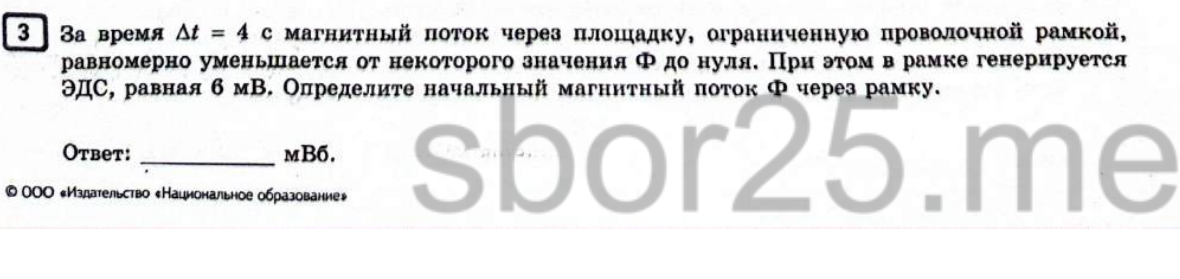 3 За время Δt = 4 с магнитный поток через площадку, ограниченную проволочной рамкой,
равномерно уменьшается от некоторого значения Ф до нуля. При этом в рамке генерируется
ЭДС, равная 6 мВ. Определите начальный магнитный поток Ф через рамку.
Ответ: ___________ мВб.
© ООО «Издательство «Национальное образование»
sbor25.me